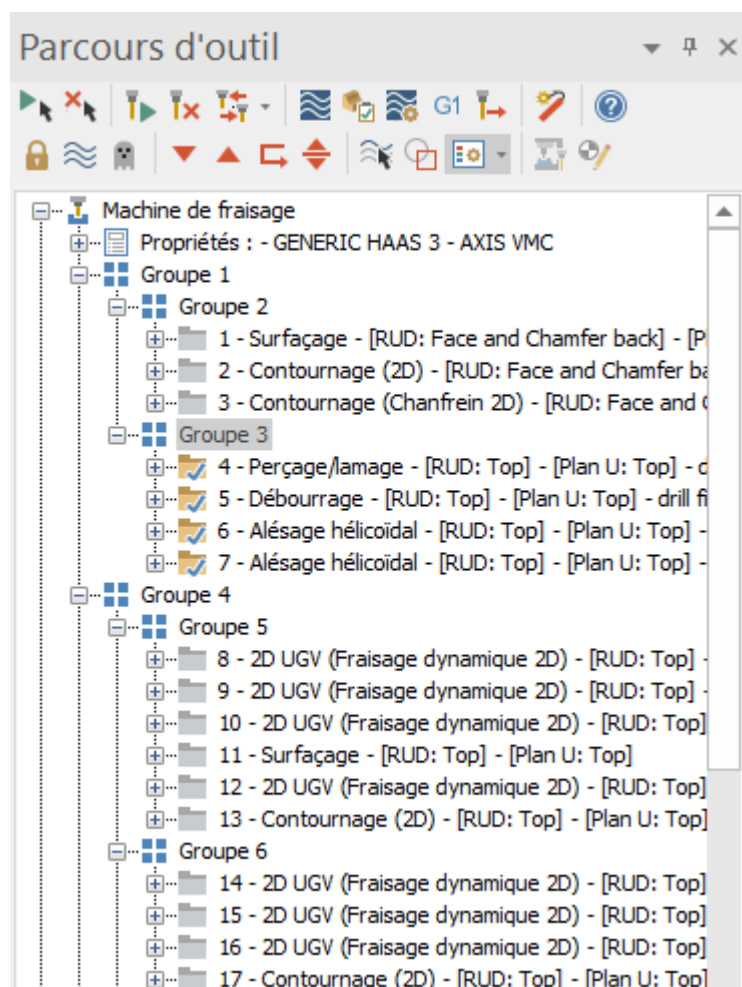 Parcours d'outil
G1
Machine de fraisage
Propriétés : - GENERIC HAAS 3 - AXIS VMC
Groupe 1
Groupe 2
1 - Surfaçage - [RUD: Face and Chamfer back] - [P
2 - Contournage (2D) - [RUD: Face and Chamfer ba
3 - Contournage (Chanfrein 2D) - [RUD: Face and
Groupe 3
4 - Perçage/lamage - [RUD: Top] - [Plan U: Top] - d
5 - Débourrage - [RUD: Top] - [Plan U: Top] - drill fi
6 - Alésage hélicoïdal - [RUD: Top] - [Plan U: Top] -
7 - Alésage hélicoïdal - [RUD: Top] - [Plan U: Top] -
Groupe 4
Groupe 5
8 - 2D UGV (Fraisage dynamique 2D) - [RUD: Top] -
9 - 2D UGV (Fraisage dynamique 2D) - [RUD: Top] -
10 - 2D UGV (Fraisage dynamique 2D) - [RUD: Top]
11 - Surfaçage - [RUD: Top] - [Plan U: Top]
12 - 2D UGV (Fraisage dynamique 2D) - [RUD: Top]
13 - Contournage (2D) - [RUD: Top] - [Plan U: Top]
Groupe 6
14 - 2D UGV (Fraisage dynamique 2D) - [RUD: Top]
15 - 2D UGV (Fraisage dynamique 2D) - [RUD: Top]
16 - 2D UGV (Fraisage dynamique 2D) - [RUD: Top]
17 - Contournage (2D) - [RUD: Top] - [Plan U: Top]